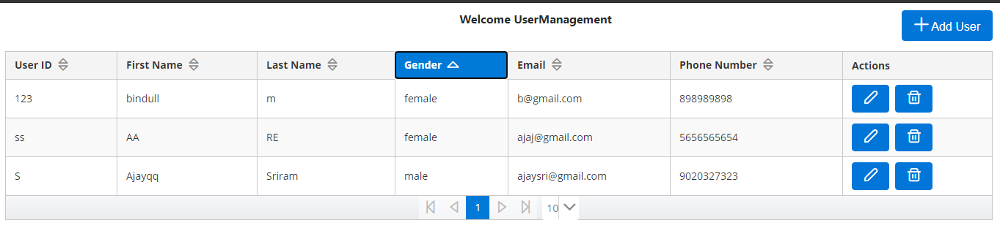 Welcome UserManagement
Add User
User ID First Name Last Name Gender Email Phone Number Actions
123 bindull m female b@gmail.com 898989898
ss AA RE female ajaj@gmail.com 5656565654
S Ajayqq Sriram male ajaysri@gmail.com 9020327323
1 10